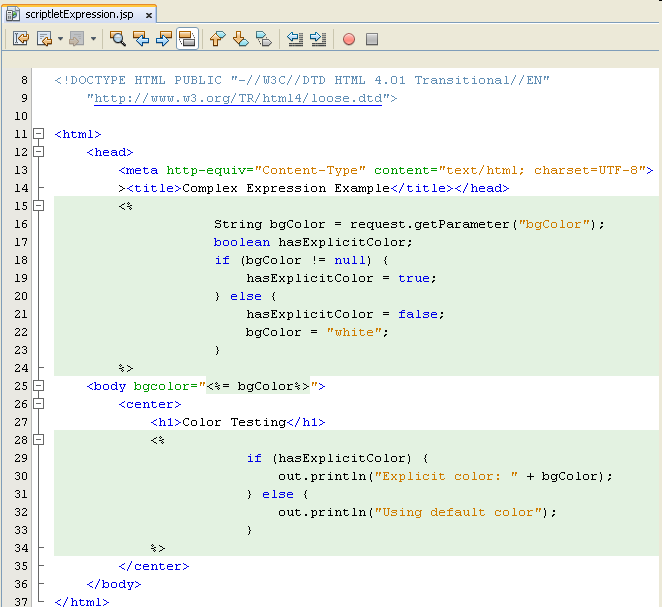 scriptletExpression.jsp x
8 <!DOCTYPE HTML PUBLIC "-//W3C//DTD HTML 4.01 Transitional//EN"
9 "http://www.w3.org/TR/html4/loose.dtd">
10
11 <html>
12 <head>
13 <meta http-equiv="Content-Type" content="text/html; charset=UTF-8">
14 ><title>Complex Expression Example</title></head>
15 <%
16 String bgColor = request.getParameter("bgColor");
17 boolean hasExplicitColor;
18 if (bgColor != null) {
19 hasExplicitColor = true;
20 } else {
21 hasExplicitColor = false;
22 bgColor = "white";
23 }
24 %>
25 <body bgcolor="<%= bgColor%>">
26 <center>
27 <h1>Color Testing</h1>
28 <%
29 if (hasExplicitColor) {
30 out.println("Explicit color: " + bgColor);
31 } else {
32 out.println("Using default color");
33 }
34 %>
35 </center>
36 </body>
37 </html>